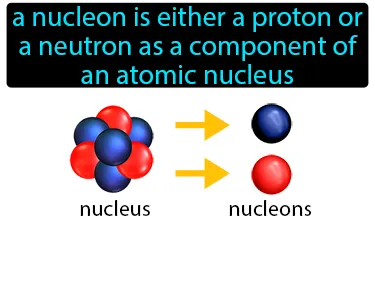 a nucleon is either a proton or
a neutron as a component of
an atomic nucleus
nucleus
nucleons